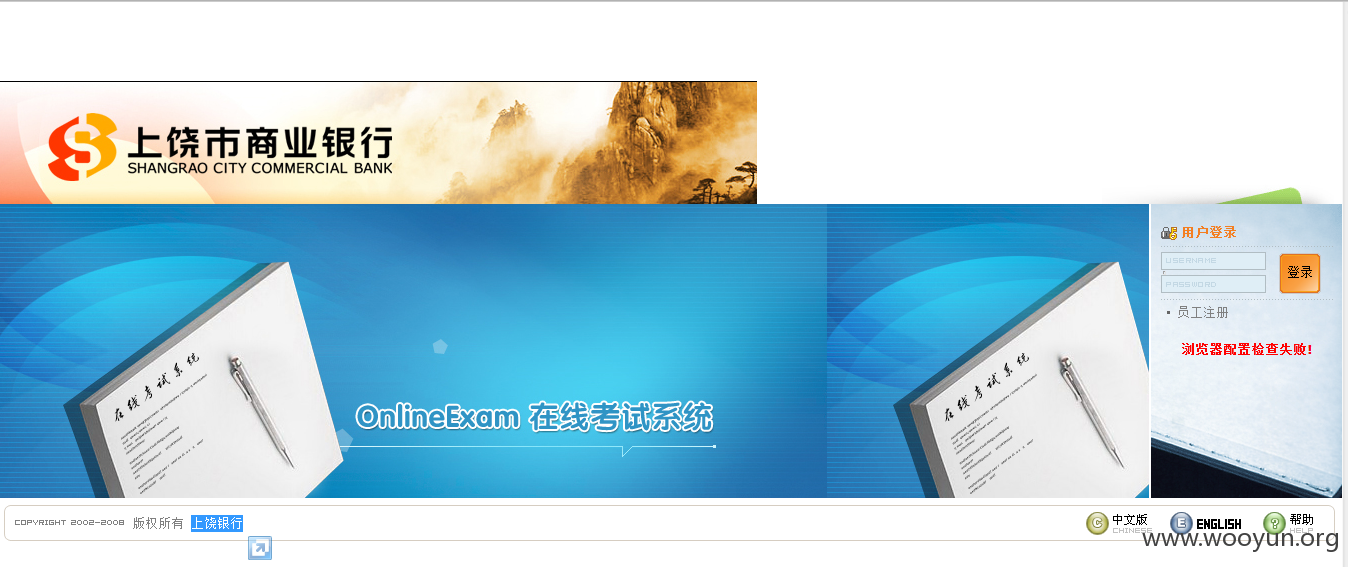 上饶市商业银行
SHANGRAO CITY COMMERCIAL BANK
用户登录
USERNAME
PASSWORD
登录
员工注册
浏览器配置检查失败!
在线考试系统
在线考试系统
OnlineExam 在线考试系统
COPYRIGHT 2002-2008 版权所有 上饶银行
中文版
CHINESE
ENGLISH
帮助
HELP
www.wooyun.org